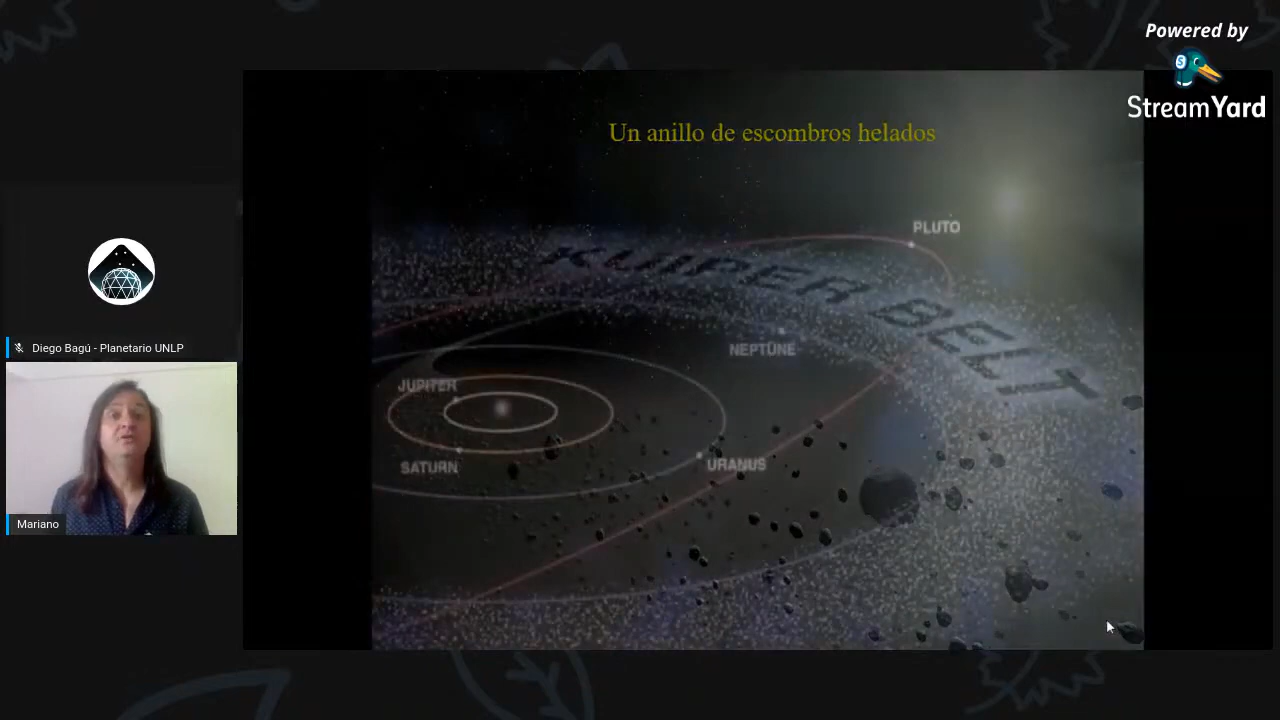 Powered by
StreamYard
Un anillo de escombros helados
PLUTO
KUIPER BELT
NEPTUNE
JUPITER
SATURN
URANUS
Diego Bagú - Planetario UNLP
Mariano